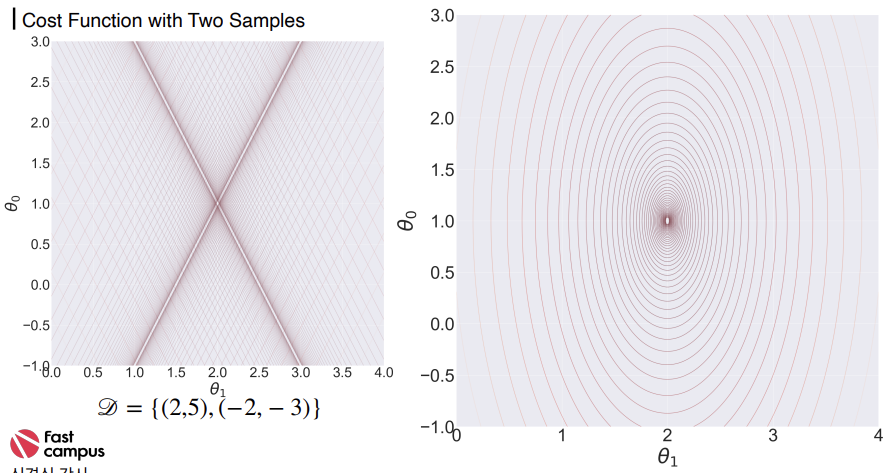 Cost Function with Two Samples
3.0
2.5
2.0
1.5
1.0
0.5
0.0
−0.5
−1.0
θ₀
0.0 0.5 1.0 1.5 2.0 2.5 3.0 3.5 4.0
θ₁
𝒟 = {(2,5), (−2, −3)}
Fast
campus
3.0
2.5
2.0
1.5
1.0
0.5
0.0
−0.5
−1.0
θ₀
0 1 2 3 4
θ₁